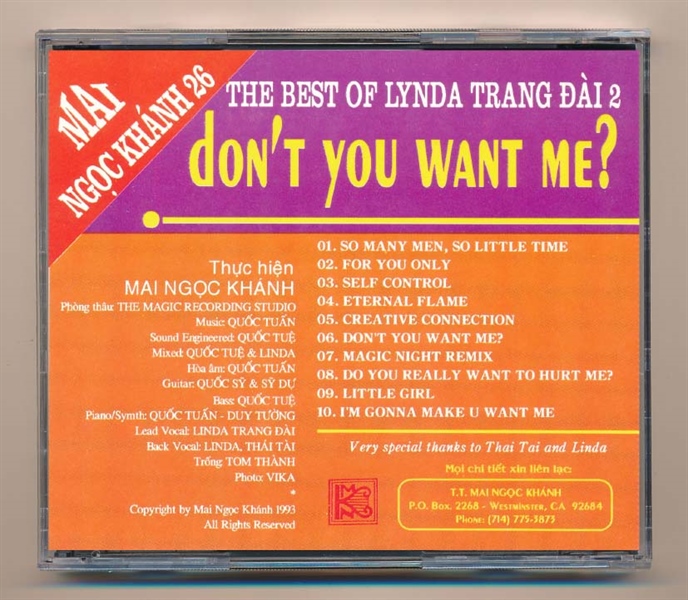 MAI
NGỌC KHÁNH 26
THE BEST OF LYNDA TRANG ĐÀI 2
dON'T YOU WANT ME?
Thực hiện
MAI NGỌC KHÁNH
Phòng thâu: THE MAGIC RECORDING STUDIO
Music: QUỐC TUẤN
Sound Engineered: QUỐC TUỆ
Mixed: QUỐC TUỆ & LINDA
Hòa âm: QUỐC TUẤN
Guitar: QUỐC SỸ & SỸ DỰ
Bass: QUỐC TUỆ
Piano/Symth: QUỐC TUẤN - DUY TƯỜNG
Lead Vocal: LINDA TRANG ĐÀI
Back Vocal: LINDA, THÁI TÀI
Trống: TOM THÀNH
Photo: VIKA
*
Copyright by Mai Ngọc Khánh 1993
All Rights Reserved
01. SO MANY MEN, SO LITTLE TIME
02. FOR YOU ONLY
03. SELF CONTROL
04. ETERNAL FLAME
05. CREATIVE CONNECTION
06. DON'T YOU WANT ME?
07. MAGIC NIGHT REMIX
08. DO YOU REALLY WANT TO HURT ME?
09. LITTLE GIRL
10. I'M GONNA MAKE U WANT ME
Very special thanks to Thai Tai and Linda
Mọi chi tiết xin liên lạc:
T.T. MAI NGỌC KHÁNH
P.O. Box. 2268 - WESTMINSTER, CA 92684
PHONE: (714) 775-3873